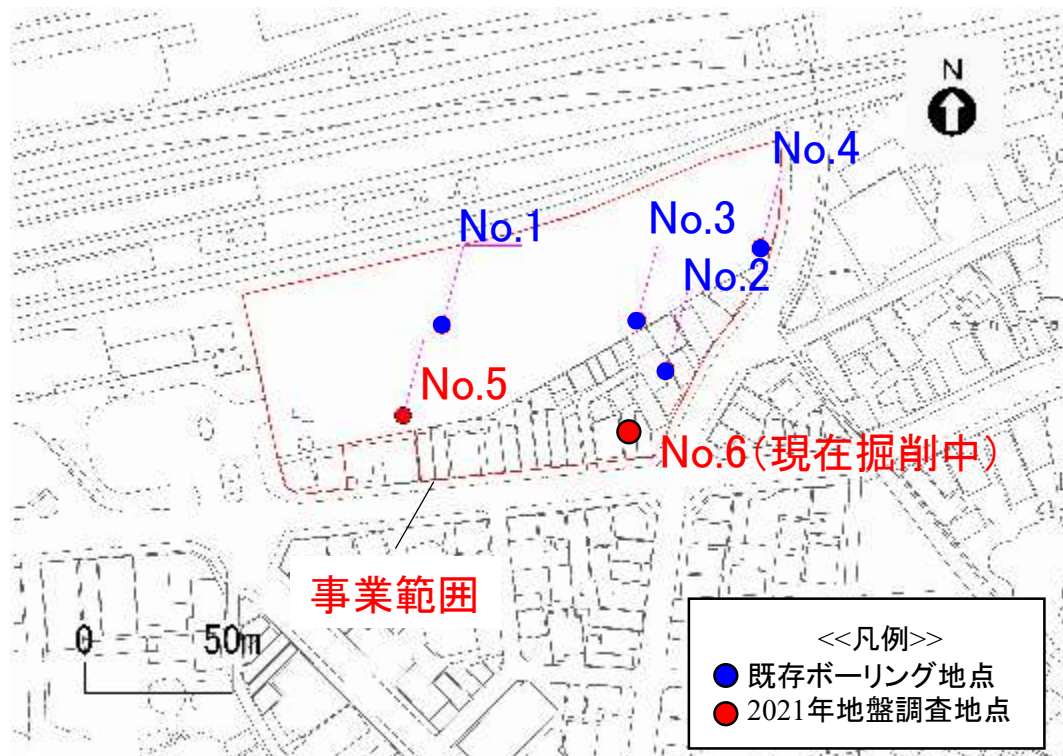 N
No.4
No.1
No.3
No.2
No.5
No.6(現在掘削中)
事業範囲
0 50m
<<凡例>>
既存ボーリング地点
2021年地盤調査地点